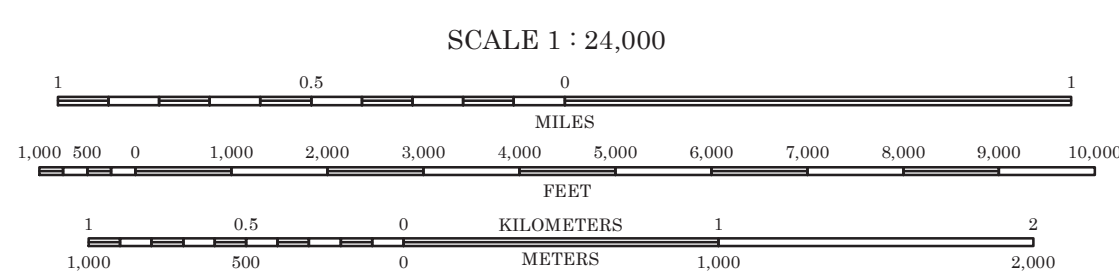 SCALE 1 : 24,000
1 0.5 0 1
MILES
1,000 500 0 1,000 2,000 3,000 4,000 5,000 6,000 7,000 8,000 9,000 10,000
FEET
1 0.5 0 KILOMETERS 1 2
1,000 500 0 METERS 1,000 2,000